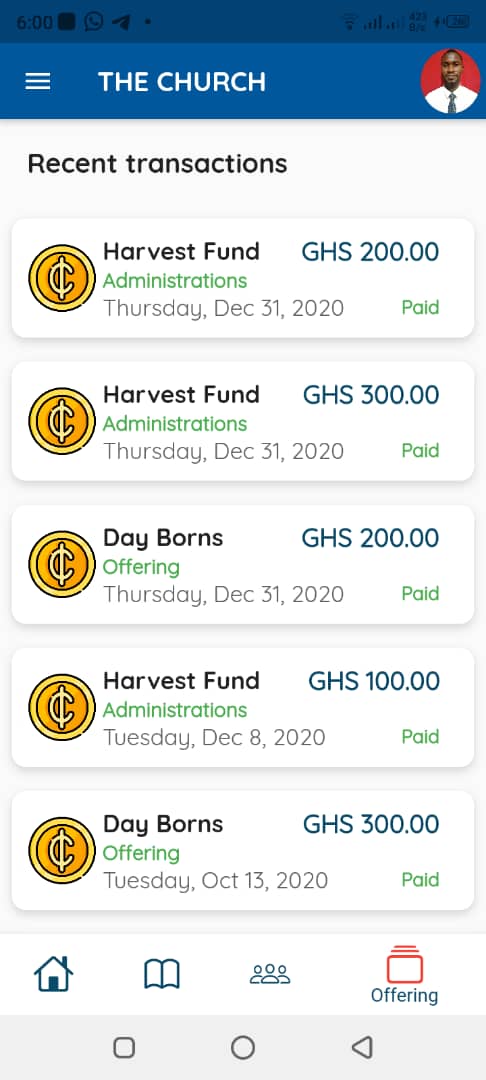 6:00
423
B/s
26
THE CHURCH
Recent transactions
Harvest Fund GHS 200.00
Administrations
Thursday, Dec 31, 2020 Paid
Harvest Fund GHS 300.00
Administrations
Thursday, Dec 31, 2020 Paid
Day Borns GHS 200.00
Offering
Thursday, Dec 31, 2020 Paid
Harvest Fund GHS 100.00
Administrations
Tuesday, Dec 8, 2020 Paid
Day Borns GHS 300.00
Offering
Tuesday, Oct 13, 2020 Paid
Offering